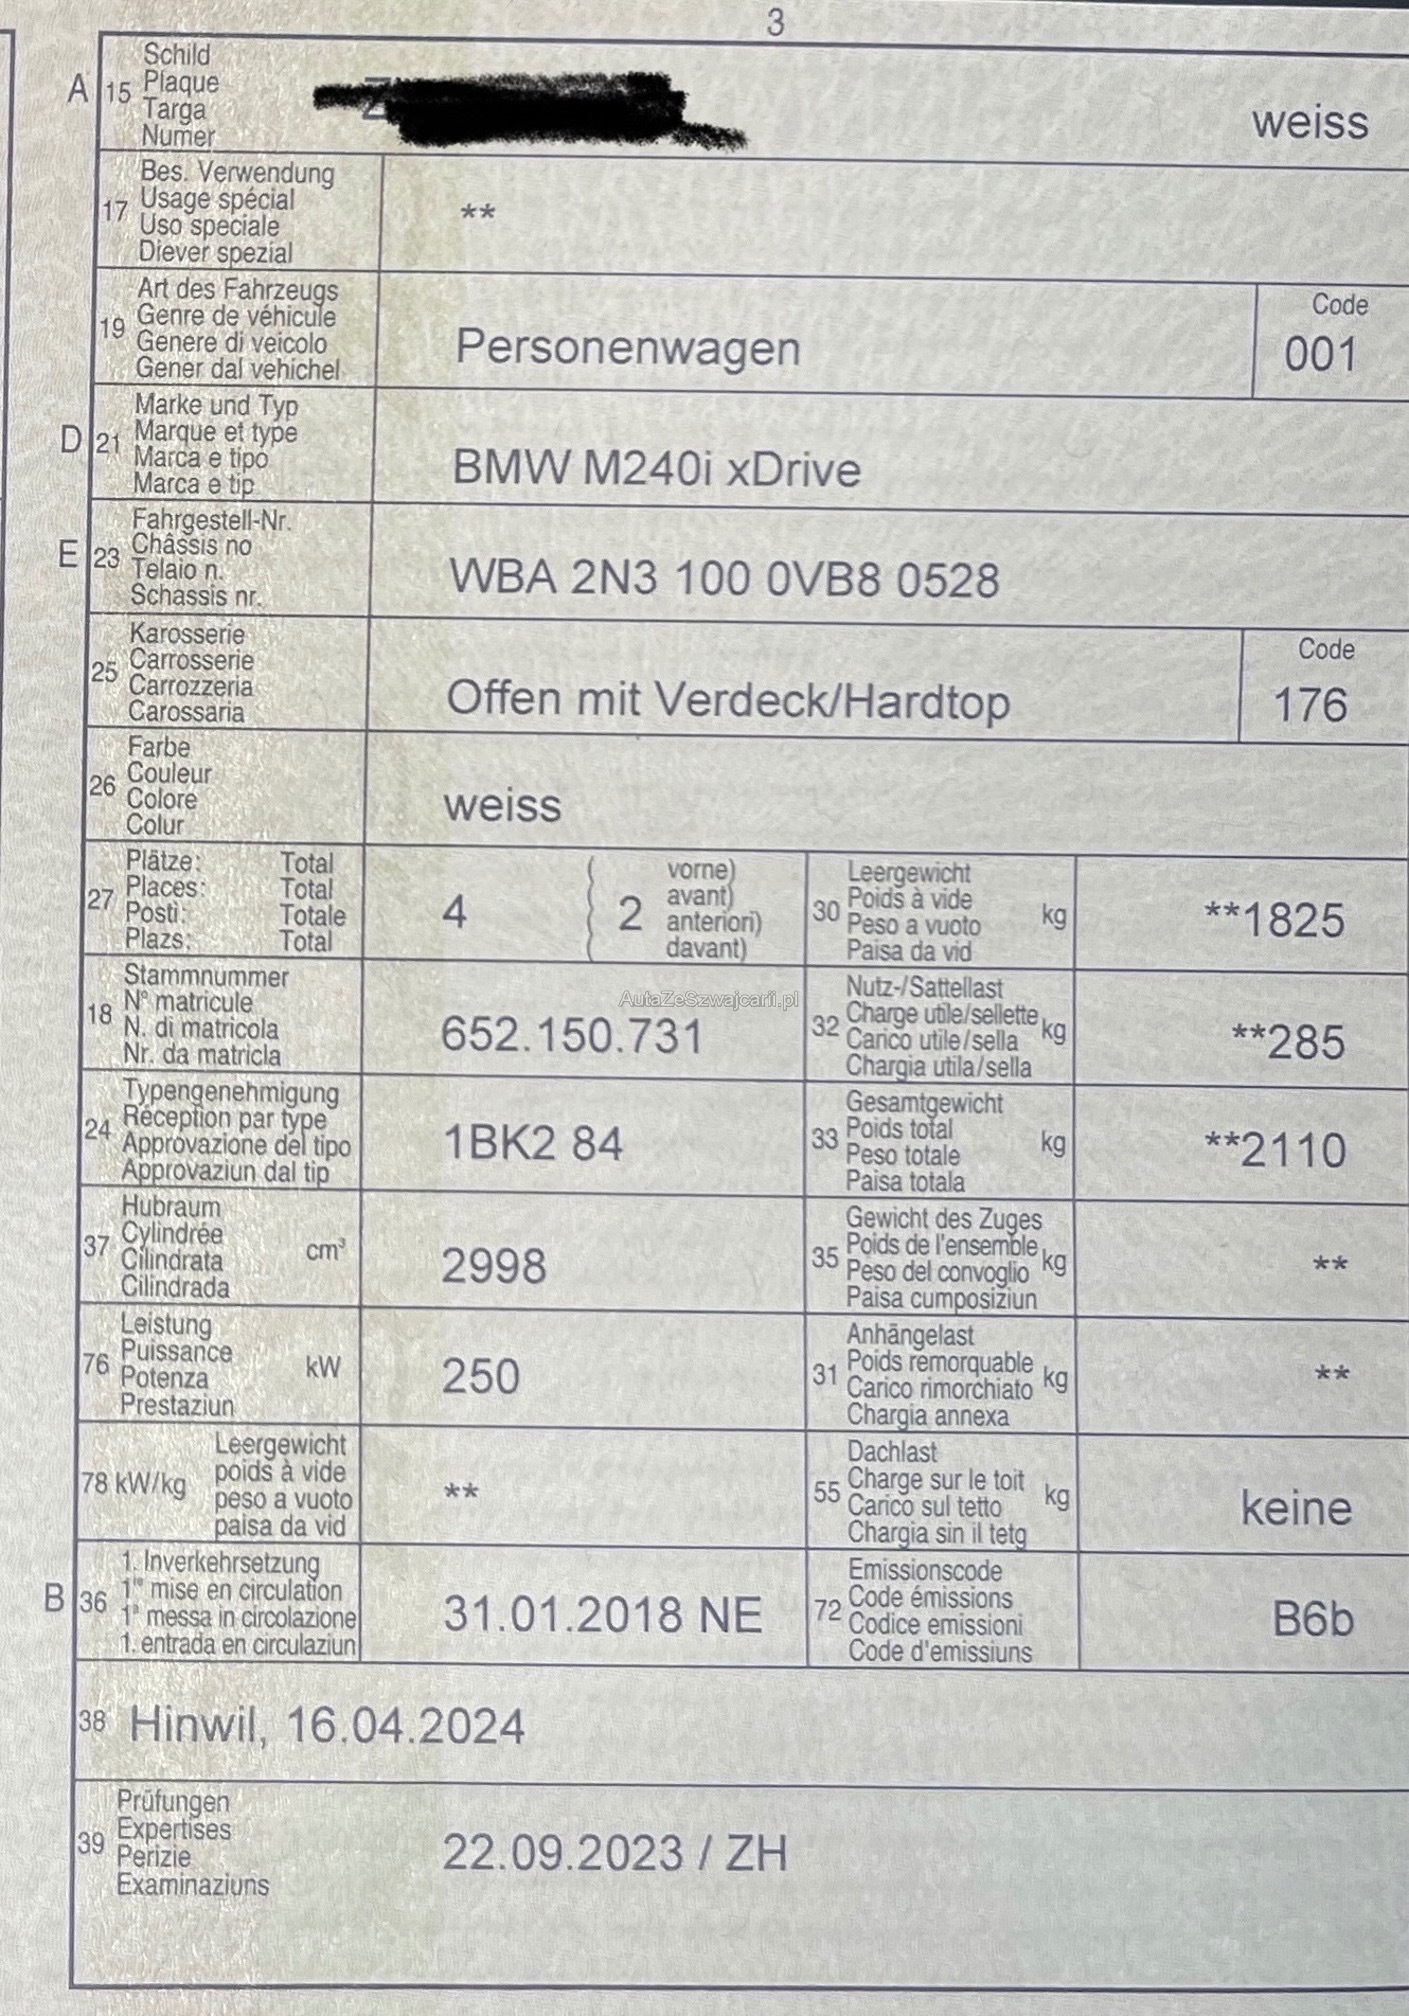 3
A 15 Schild
Plaque
Targa
Numer
Z
weiss
17 Bes. Verwendung
Usage spécial
Uso speciale
Diever spezial
**
19 Art des Fahrzeugs
Genre de véhicule
Genere di veicolo
Gener dal vehichel
Personenwagen
Code
001
D 21 Marke und Typ
Marque et type
Marca e tipo
Marca e tip
BMW M240i xDrive
E 23 Fahrgestell-Nr.
Châssis no
Telaio n.
Schassis nr.
WBA 2N3 100 0VB8 0528
25 Karosserie
Carrosserie
Carrozzeria
Carossaria
Offen mit Verdeck/Hardtop
Code
176
26 Farbe
Couleur
Colore
Colur
weiss
27 Plätze: Total
Places: Total
Posti: Totale
Plazs: Total
4 ( 2 vorne)
avant)
anteriori)
( davant)
30 Leergewicht
Poids à vide
Peso a vuoto
Paisa da vid
kg
**1825
18 Stammnummer
N° matricule
N. di matricola
Nr. da matricla
652.150.731
AutaZeSzwajcarii.pl
32 Nutz-/Sattellast
Charge utile/sellette
Carico utile/sella
Chargia utila/sella
kg
**285
24 Typengenehmigung
Réception par type
Approvazione del tipo
Approvaziun dal tip
1BK2 84
33 Gesamtgewicht
Poids total
Peso totale
Paisa totala
kg
**2110
37 Hubraum
Cylindrée
Cilindrata
Cilindrada
cm³
2998
35 Gewicht des Zuges
Poids de l'ensemble
Peso del convoglio
Paisa cumposiziun
kg
**
76 Leistung
Puissance
Potenza
Prestaziun
kW
250
31 Anhängelast
Poids remorquable
Carico rimorchiato
Chargia annexa
kg
**
78 kW/kg Leergewicht
poids à vide
peso a vuoto
paisa da vid
**
55 Dachlast
Charge sur le toit
Carico sul tetto
Chargia sin il tetg
kg
keine
B 36 1. Inverkehrsetzung
1re mise en circulation
1a messa in circolazione
1. entrada en circulaziun
31.01.2018 NE
72 Emissionscode
Code émissions
Codice emissioni
Code d'emissiuns
B6b
38 Hinwil, 16.04.2024
39 Prüfungen
Expertises
Perizie
Examinaziuns
22.09.2023 / ZH